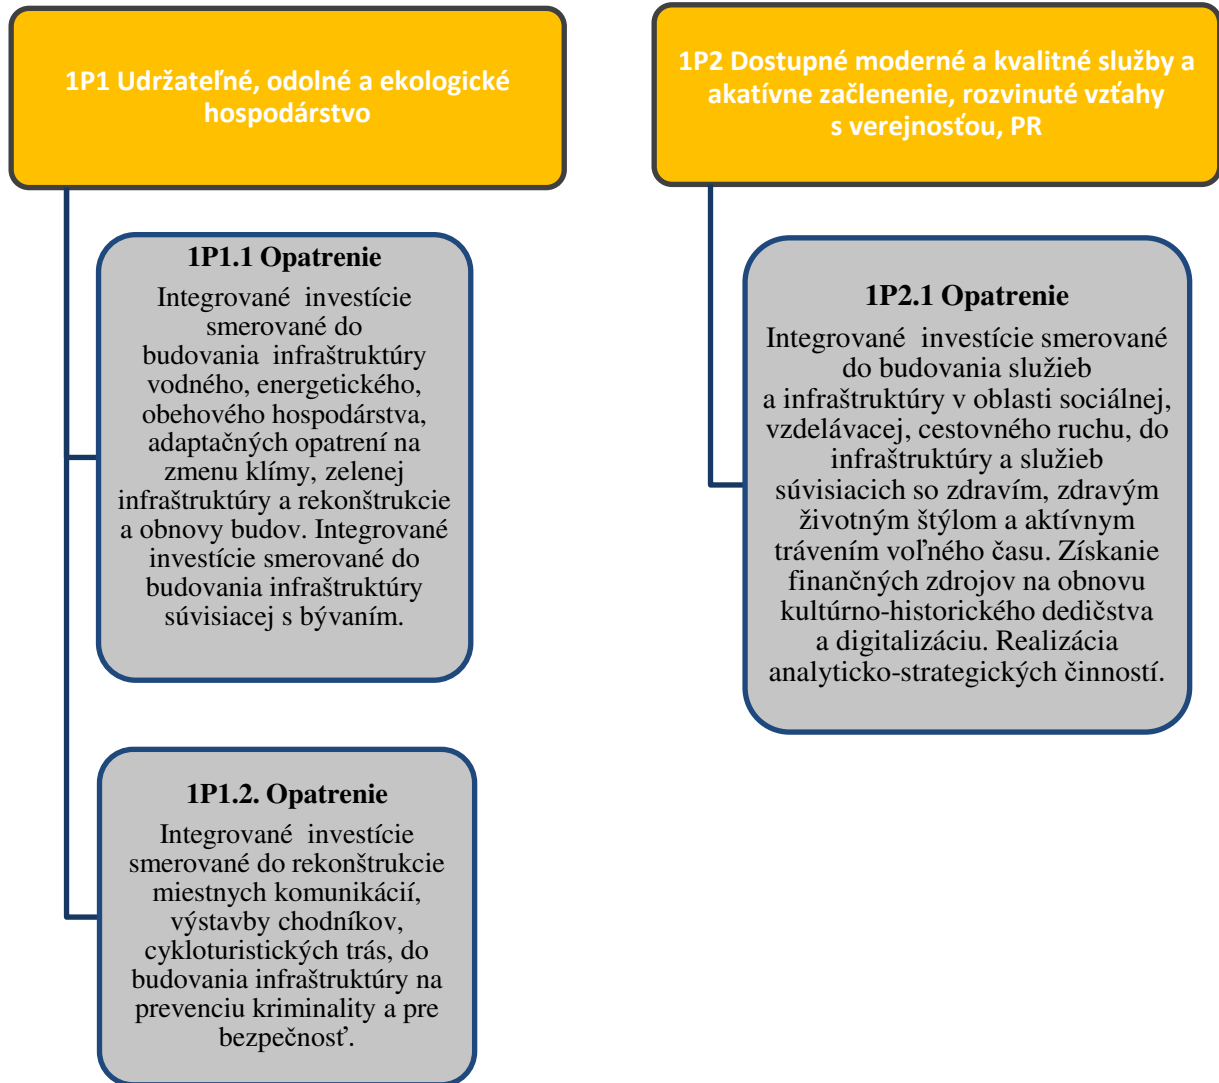 1P1 Udržateľné, odolné a ekologické
hospodárstvo
1P1.1 Opatrenie
Integrované investície
smerované do
budovania infraštruktúry
vodného, energetického,
obehového hospodárstva,
adaptačných opatrení na
zmenu klímy, zelenej
infraštruktúry a rekonštrukcie
a obnovy budov. Integrované
investície smerované do
budovania infraštruktúry
súvisiacej s bývaním.
1P1.2. Opatrenie
Integrované investície
smerované do rekonštrukcie
miestnych komunikácií,
výstavby chodníkov,
cykloturistických trás, do
budovania infraštruktúry na
prevenciu kriminality a pre
bezpečnosť.
1P2 Dostupné moderné a kvalitné služby a
akatívne začlenenie, rozvinuté vzťahy
s verejnosťou, PR
1P2.1 Opatrenie
Integrované investície smerované
do budovania služieb
a infraštruktúry v oblasti sociálnej,
vzdelávacej, cestovného ruchu, do
infraštruktúry a služieb
súvisiacich so zdravím, zdravým
životným štýlom a aktívnym
trávením voľného času. Získanie
finančných zdrojov na obnovu
kultúrno-historického dedičstva
a digitalizáciu. Realizácia
analyticko-strategických činností.